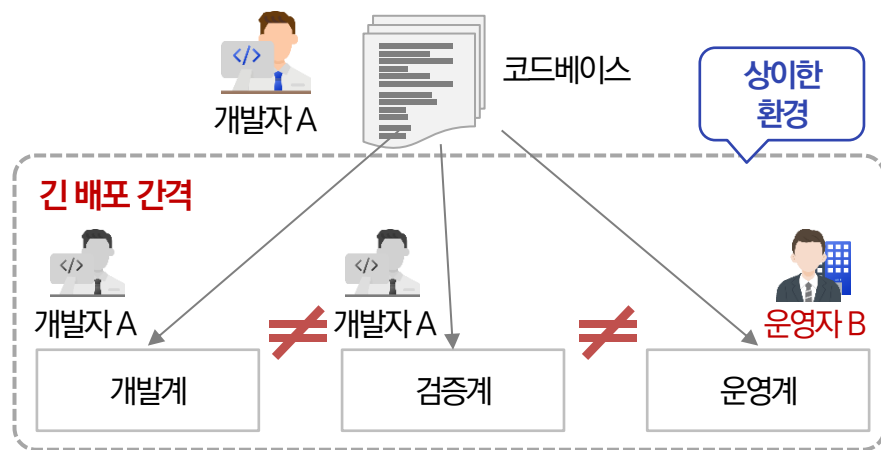 </>
개발자 A
코드베이스
상이한
환경
긴 배포 간격
</>
개발자 A
</>
개발자 A
운영자 B
개발계
검증계
운영계